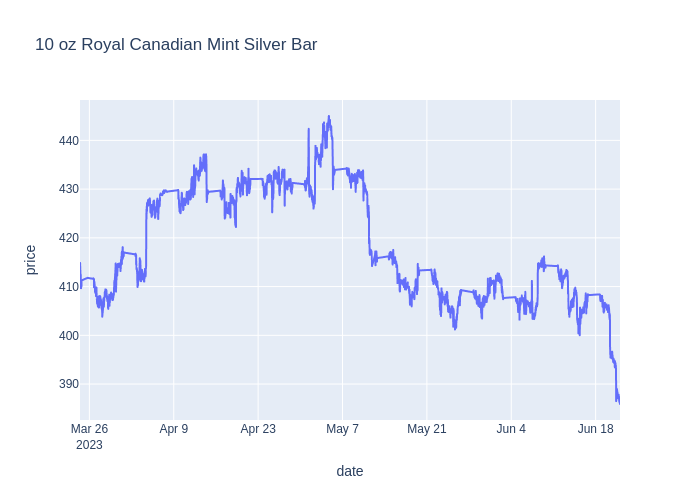 10 oz Royal Canadian Mint Silver Bar
price
440
430
420
410
400
390
Mar 26
2023
Apr 9
Apr 23
May 7
May 21
Jun 4
Jun 18
date